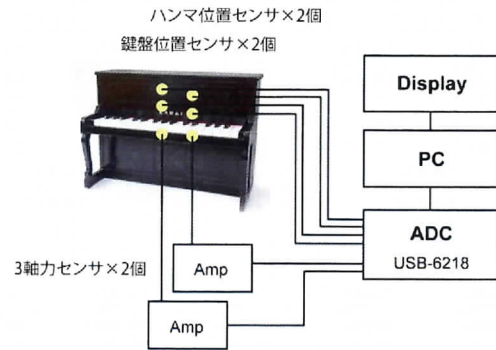 ハンマ位置センサ×2個
鍵盤位置センサ×2個
Display
PC
ADC
USB-6218
3軸力センサ×2個
Amp
Amp